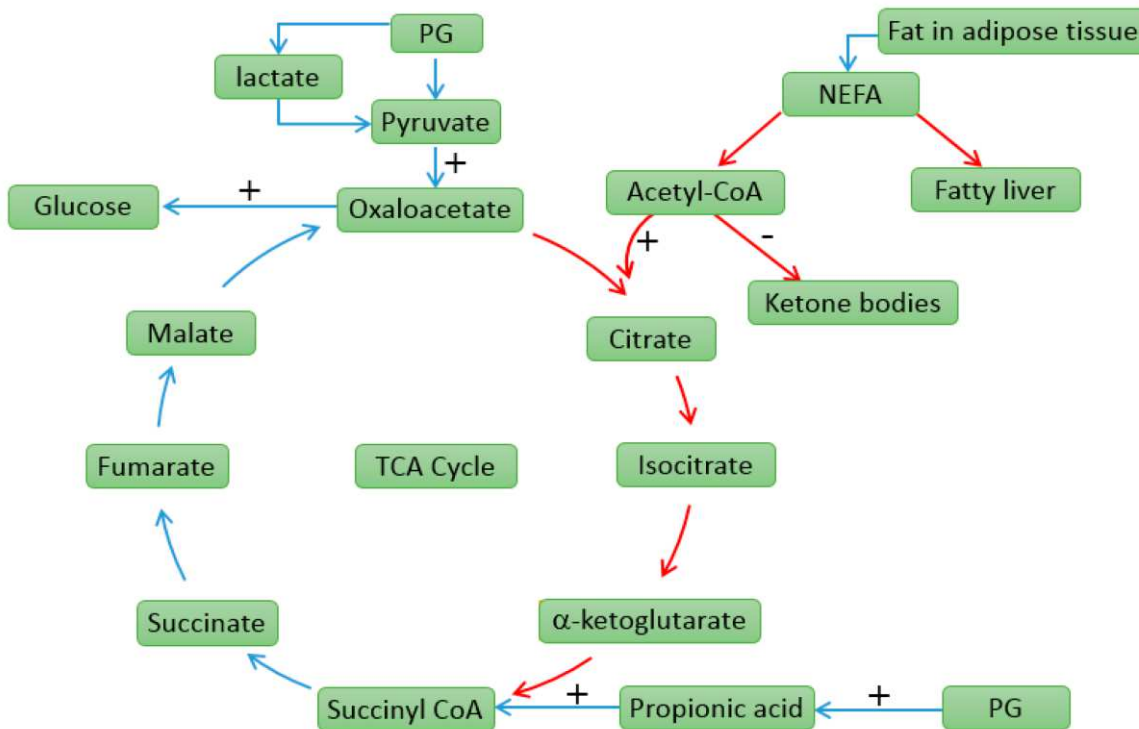 PG
Fat in adipose tissue
lactate
NEFA
Pyruvate
+
Acetyl-CoA
Fatty liver
Glucose
+
Oxaloacetate
+
-
Ketone bodies
Malate
Citrate
Fumarate
TCA Cycle
Isocitrate
Succinate
α-ketoglutarate
Succinyl CoA
+
Propionic acid
+
PG